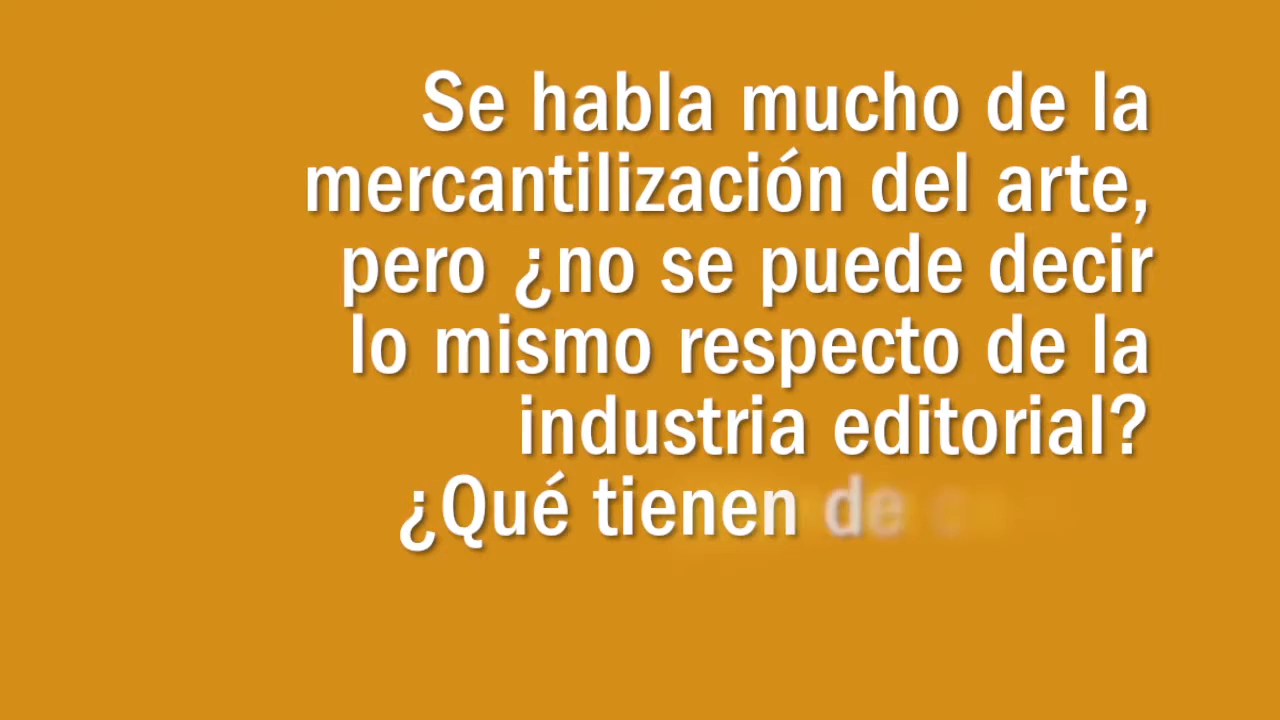 Se habla mucho de la
mercantilización del arte,
pero ¿no se puede decir
lo mismo respecto de la
industria editorial?
¿Qué tienen de